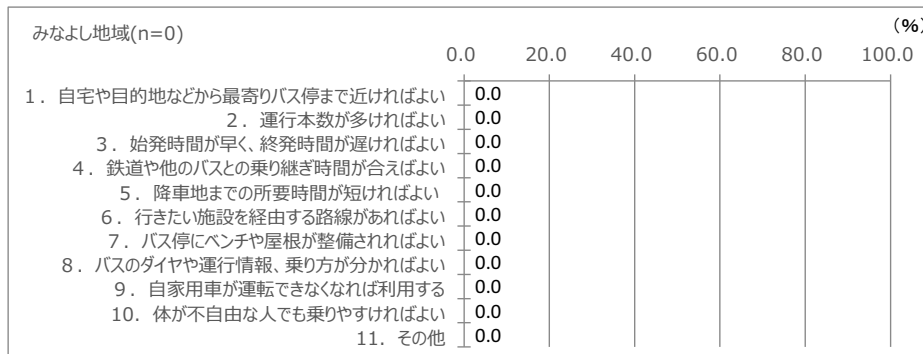 みなよし地域(n=0)
(%)
0.0 20.0 40.0 60.0 80.0 100.0
1．自宅や目的地などから最寄りバス停まで近ければよい 0.0
2．運行本数が多ければよい 0.0
3．始発時間が早く、終発時間が遅ければよい 0.0
4．鉄道や他のバスとの乗り継ぎ時間が合えばよい 0.0
5．降車地までの所要時間が短ければよい 0.0
6．行きたい施設を経由する路線があればよい 0.0
7．バス停にベンチや屋根が整備されればよい 0.0
8．バスのダイヤや運行情報、乗り方が分かればよい 0.0
9．自家用車が運転できなくなれば利用する 0.0
10．体が不自由な人でも乗りやすければよい 0.0
11．その他 0.0